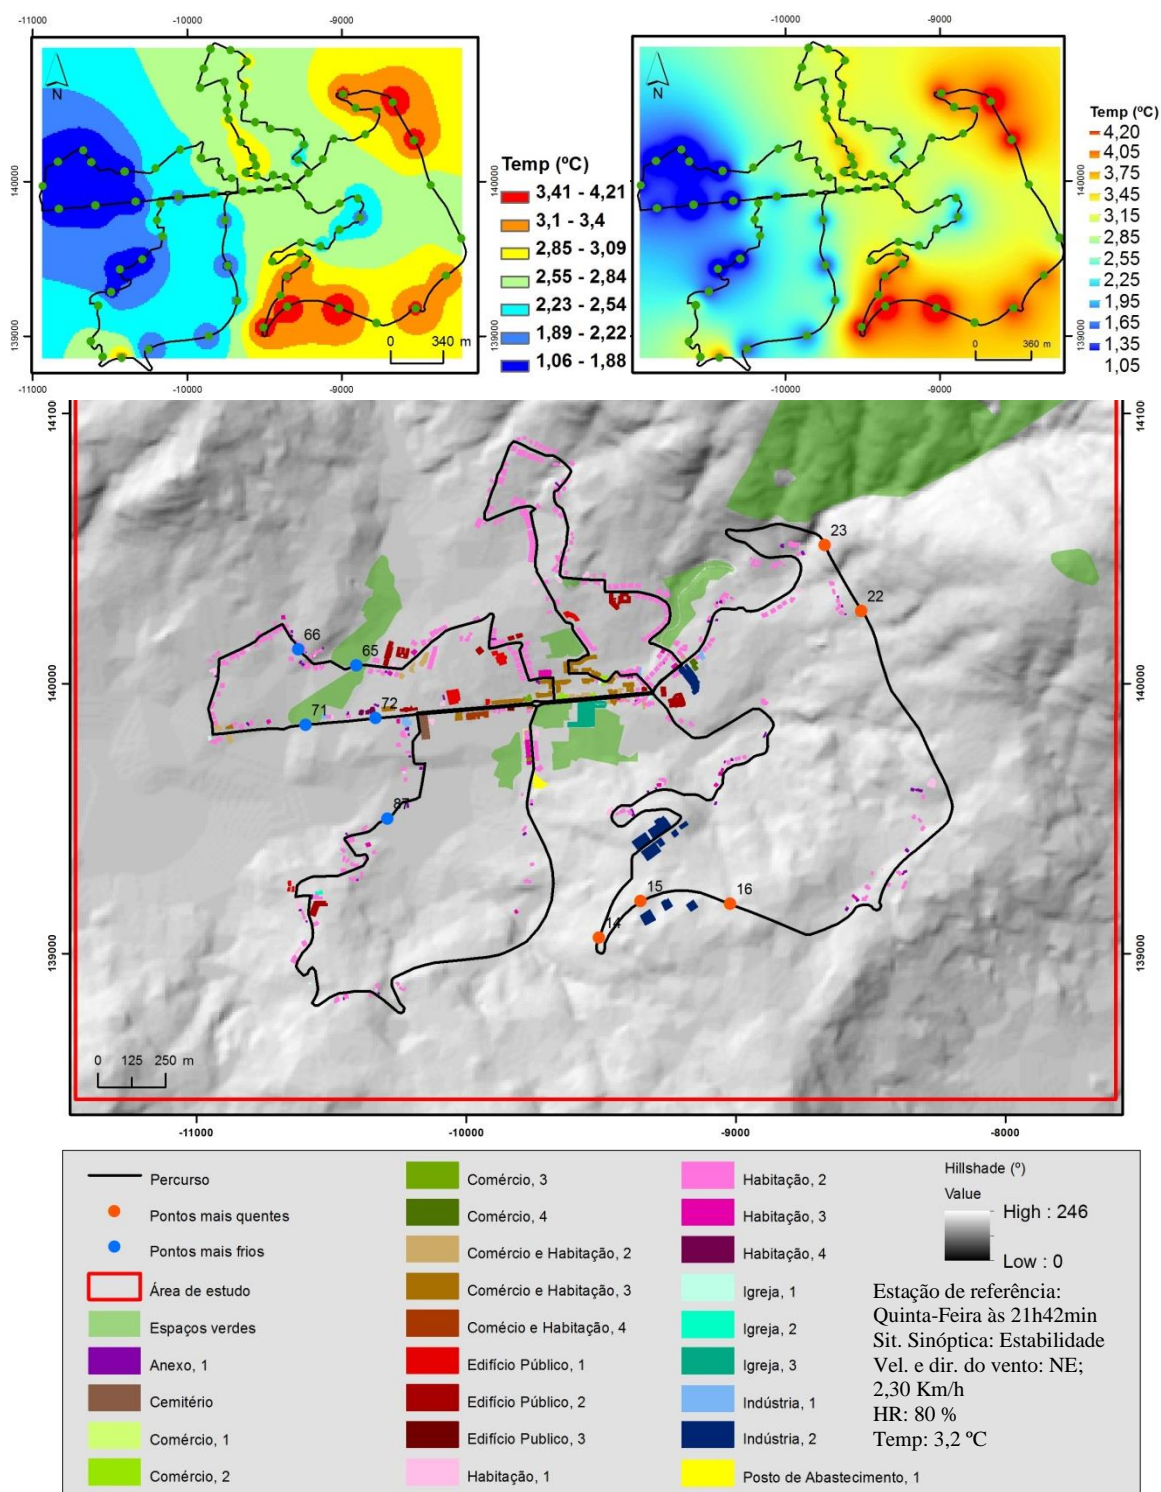 -11000
-10000
-9000
-10000
-9000
N
140000
139000
0
340 m
-11000
-10000
-9000
Temp (ºC)
3,41 - 4,21
3,1 - 3,4
2,85 - 3,09
2,55 - 2,84
2,23 - 2,54
1,89 - 2,22
1,06 - 1,88
N
140000
139000
0
360 m
-11000
-10000
-9000
Temp (ºC)
4,20
4,05
3,75
3,45
3,15
2,85
2,55
2,25
1,95
1,65
1,35
1,05
14100
14100
23
22
66
65
140000
140000
71
72
87
15
16
14
139000
139000
0 125 250 m
-11000
-10000
-9000
-8000
Percurso
Pontos mais quentes
Pontos mais frios
Área de estudo
Espaços verdes
Anexo, 1
Cemitério
Comércio, 1
Comércio, 2
Comércio, 3
Comércio, 4
Comércio e Habitação, 2
Comércio e Habitação, 3
Comécio e Habitação, 4
Edifício Público, 1
Edifício Público, 2
Edifício Publico, 3
Habitação, 1
Habitação, 2
Habitação, 3
Habitação, 4
Igreja, 1
Igreja, 2
Igreja, 3
Indústria, 1
Indústria, 2
Posto de Abastecimento, 1
Hillshade (º)
Value
High : 246
Low : 0
Estação de referência:
Quinta-Feira às 21h42min
Sit. Sinóptica: Estabilidade
Vel. e dir. do vento: NE;
2,30 Km/h
HR: 80 %
Temp: 3,2 ºC